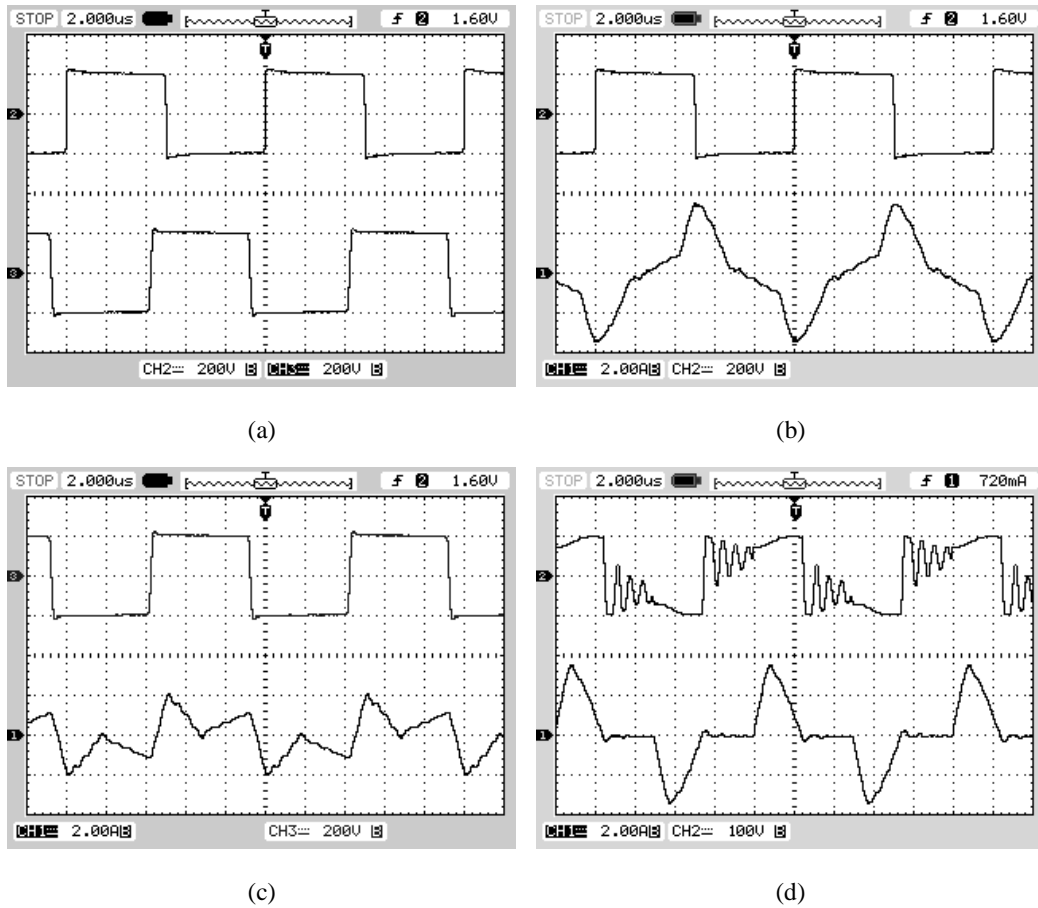 STOP 2.000us T 2 1.60V
T
2
3
CH2 200V B CH3 200V B
(a)
STOP 2.000us T 2 1.60V
T
2
1
CH1 2.00A B CH2 200V B
(b)
STOP 2.000us T 2 1.60V
T
3
1
CH1 2.00A B CH3 200V B
(c)
STOP 2.000us T 1 720mA
T
2
1
CH1 2.00A B CH2 100V B
(d)